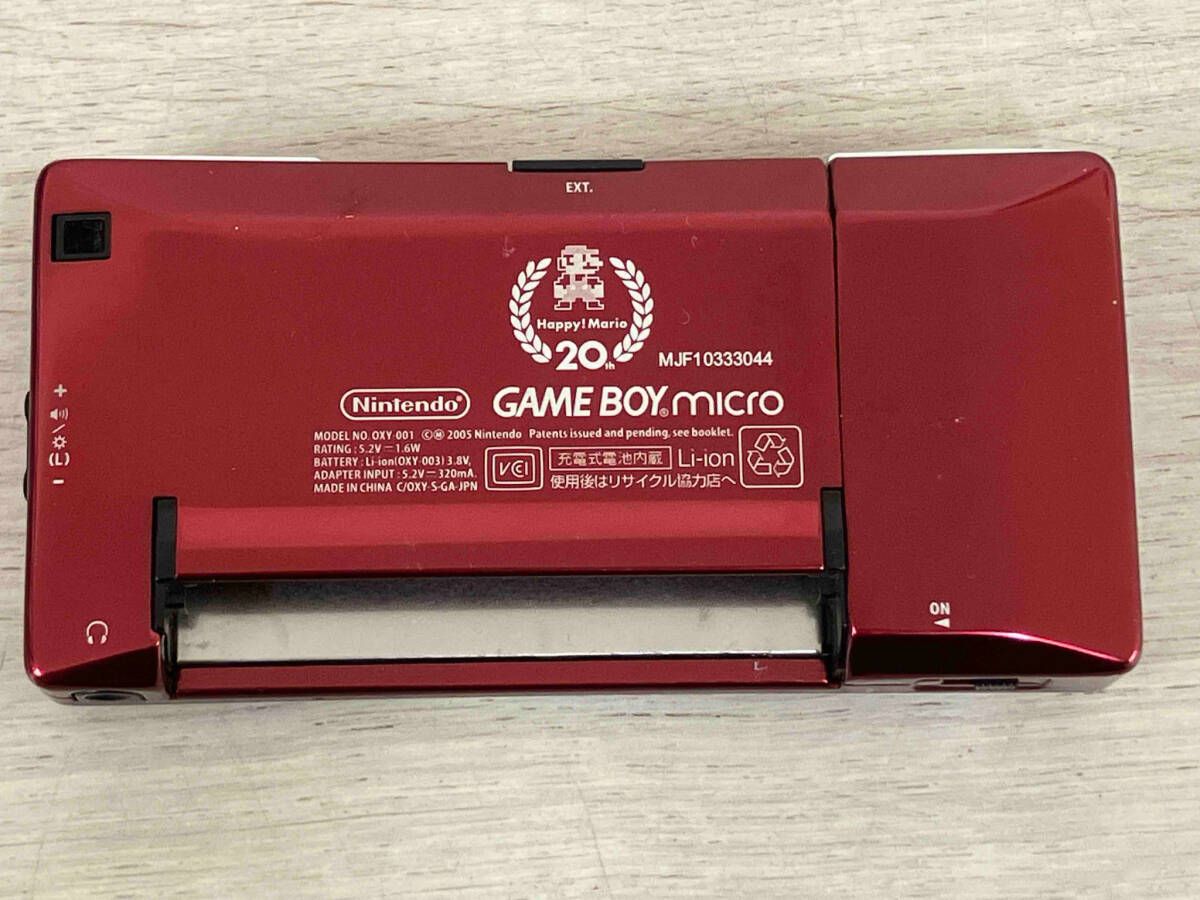 EXT.
Happy! Mario
20th
MJF10333044
Nintendo® GAME BOY® micro
MODEL NO. OXY-001 ©Ⓜ 2005 Nintendo Patents issued and pending, see booklet.
RATING : 5.2V⎓1.6W
BATTERY : Li-ion(OXY-003) 3.8V,
ADAPTER INPUT : 5.2V⎓320mA.
MADE IN CHINA C/OXY-S-GA-JPN
VCI
充電式電池内蔵 Li-ion
使用後はリサイクル協力店へ
+
(L)
−
ON